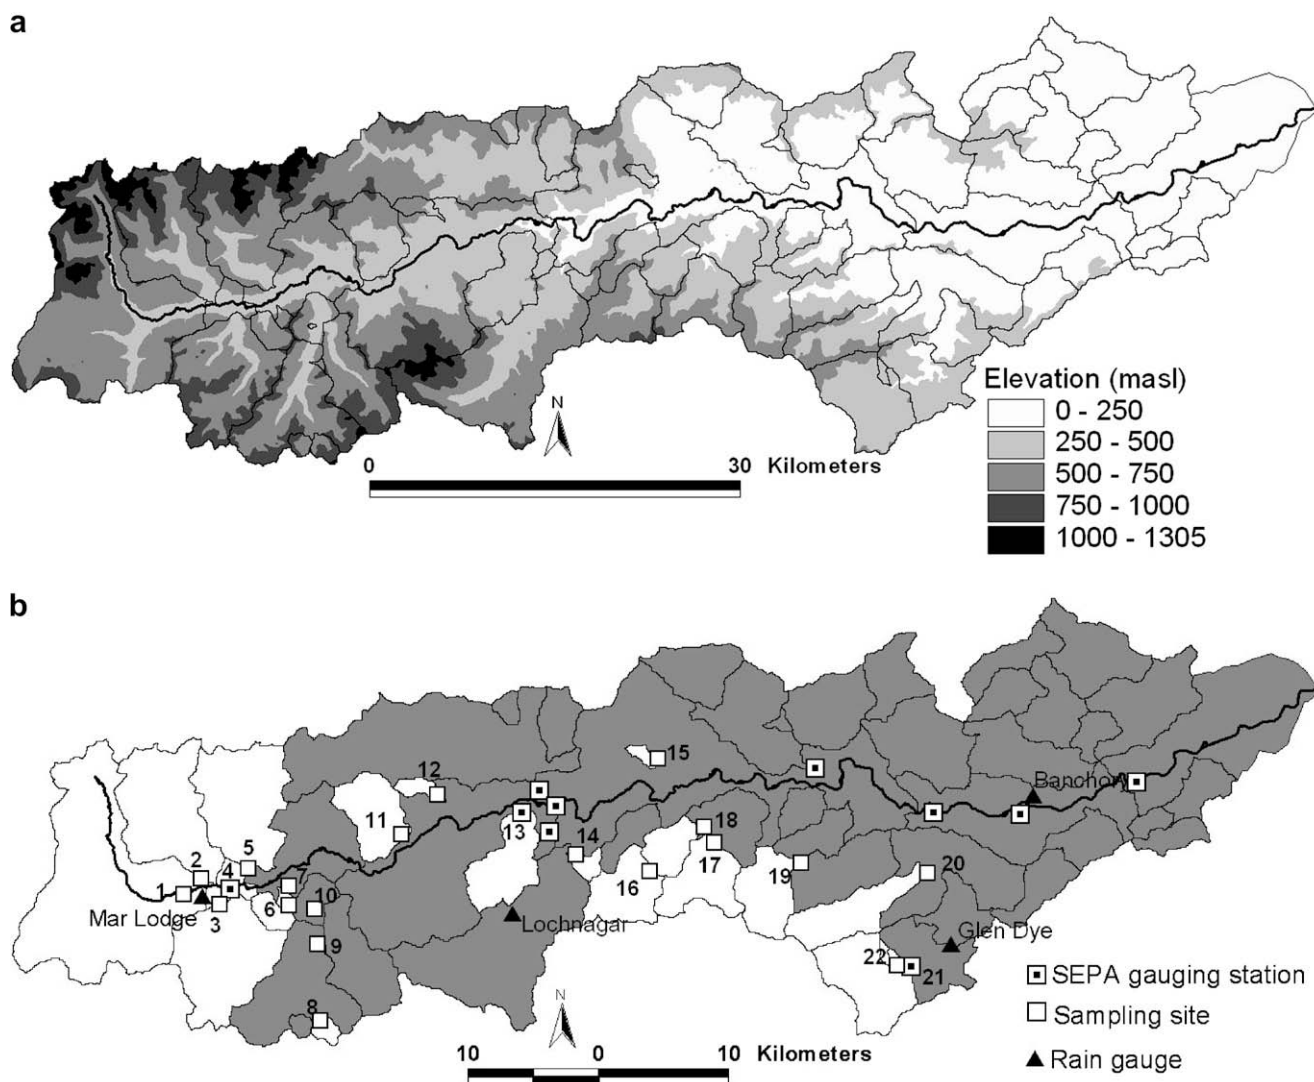 a
Elevation (masl)
0 - 250
250 - 500
500 - 750
750 - 1000
1000 - 1305
N
0 30 Kilometers
b
15
12
Banchory
11
13
14
18
5
2
4
17
1
7
16
19
20
6
10
Mar Lodge
3
Lochnagar
9
Glen Dye
22
21
8
SEPA gauging station
Sampling site
Rain gauge
N
10 0 10 Kilometers